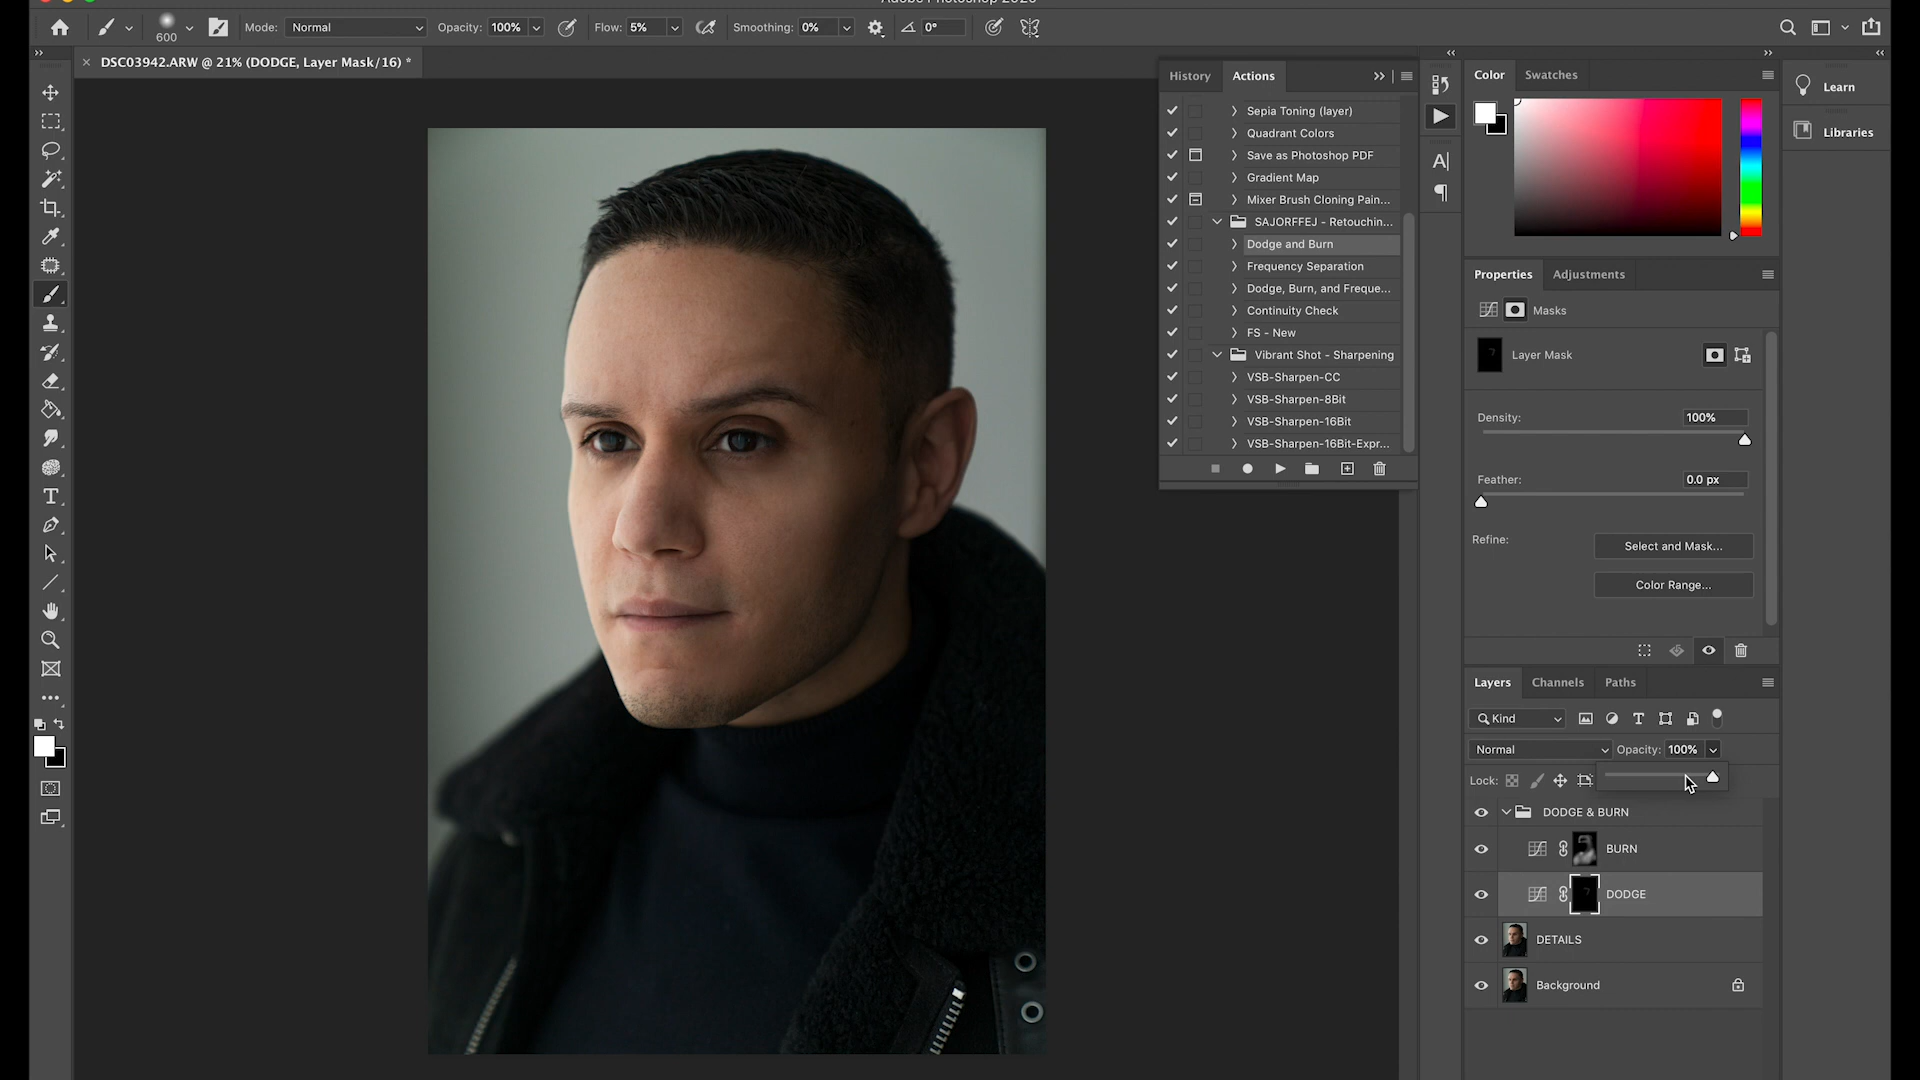 600
Mode: Normal
Opacity: 100%
Flow: 5%
Smoothing: 0%
0°
DSC03942.ARW @ 21% (DODGE, Layer Mask/16) *
History
Actions
Sepia Toning (layer)
Quadrant Colors
Save as Photoshop PDF
Gradient Map
Mixer Brush Cloning Pain...
SAJORFFEJ - Retouchin...
Dodge and Burn
Frequency Separation
Dodge, Burn, and Freque...
Continuity Check
FS - New
Vibrant Shot - Sharpening
VSB-Sharpen-CC
VSB-Sharpen-8Bit
VSB-Sharpen-16Bit
VSB-Sharpen-16Bit-Expr...
Color
Swatches
Learn
Libraries
Properties
Adjustments
Masks
Layer Mask
Density: 100%
Feather: 0.0 px
Refine:
Select and Mask...
Color Range...
Layers
Channels
Paths
Kind
Normal
Opacity: 100%
Lock:
DODGE & BURN
BURN
DODGE
DETAILS
Background